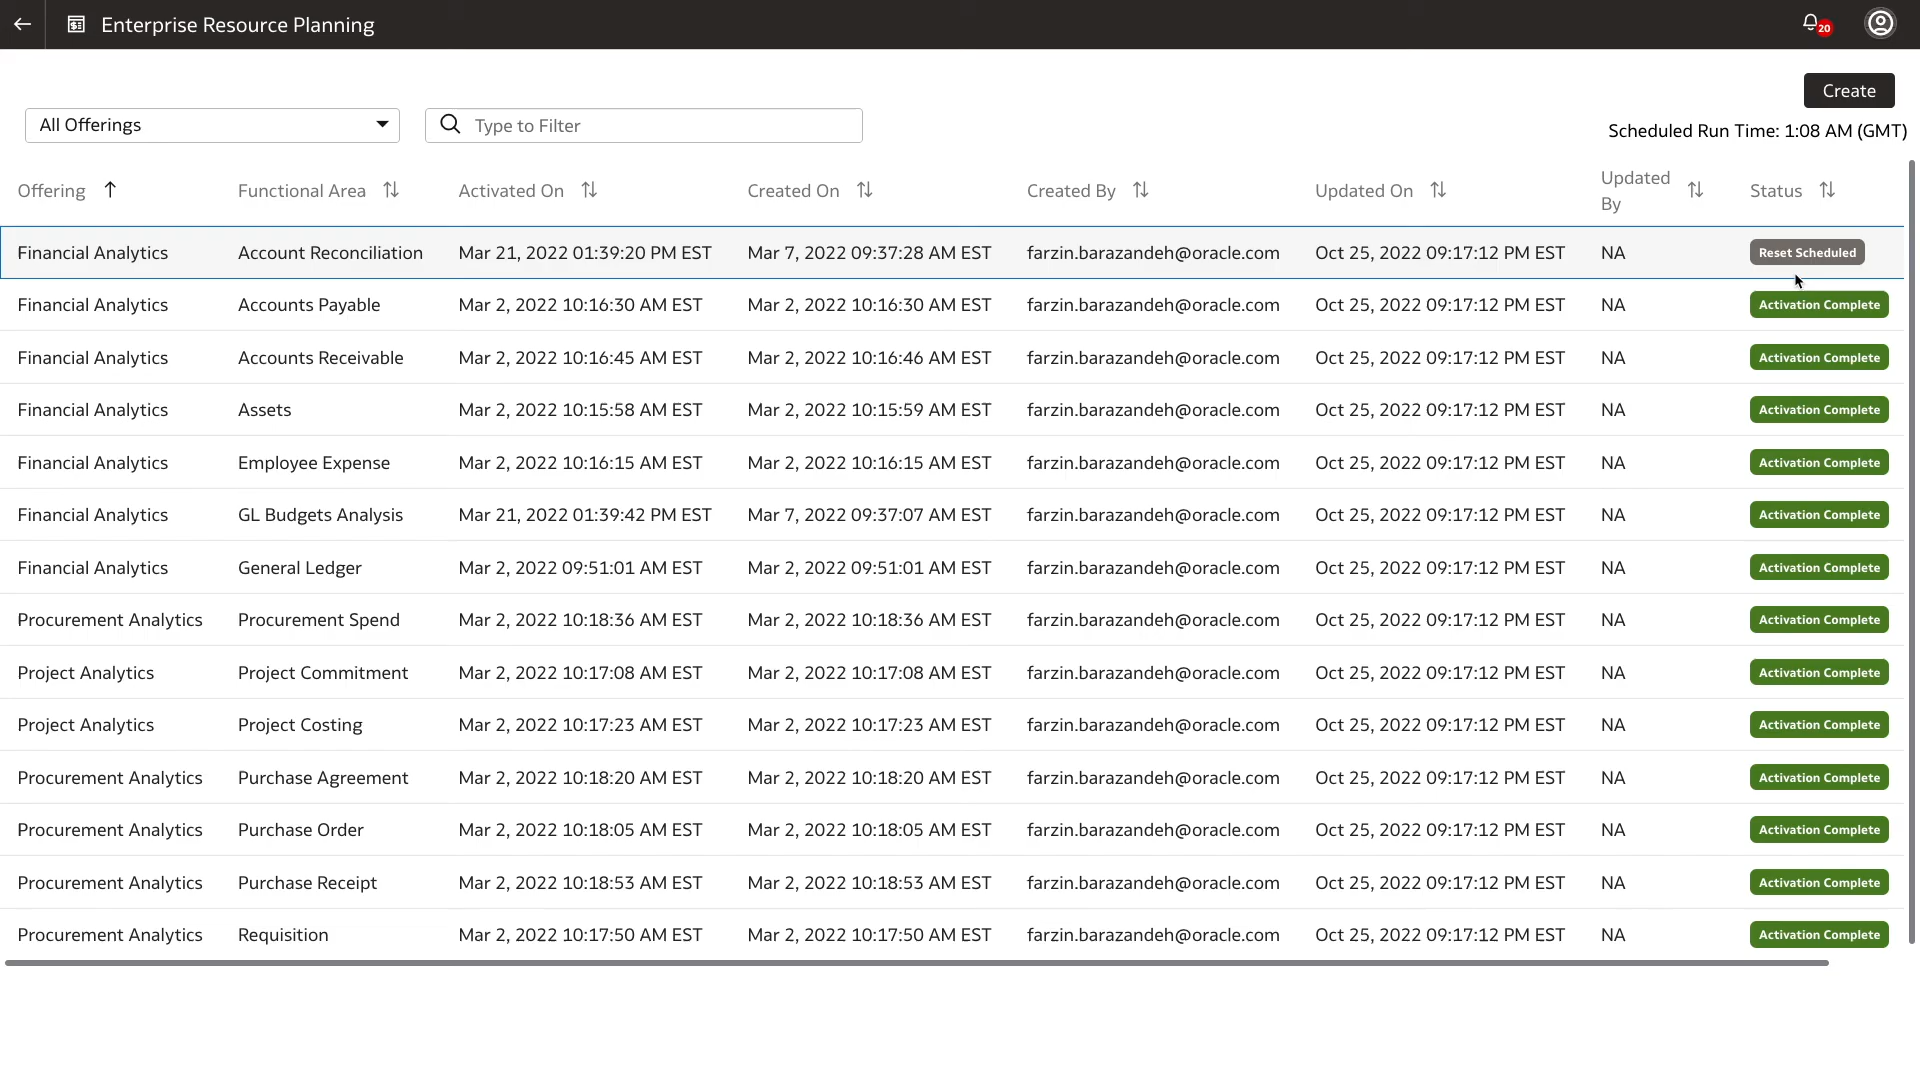 Enterprise Resource Planning
20
Create
All Offerings
Type to Filter
Scheduled Run Time: 1:08 AM (GMT)
Offering Functional Area Activated On Created On Created By Updated On Updated By Status
Financial Analytics Account Reconciliation Mar 21, 2022 01:39:20 PM EST Mar 7, 2022 09:37:28 AM EST farzin.barazandeh@oracle.com Oct 25, 2022 09:17:12 PM EST NA Reset Scheduled
Financial Analytics Accounts Payable Mar 2, 2022 10:16:30 AM EST Mar 2, 2022 10:16:30 AM EST farzin.barazandeh@oracle.com Oct 25, 2022 09:17:12 PM EST NA Activation Complete
Financial Analytics Accounts Receivable Mar 2, 2022 10:16:45 AM EST Mar 2, 2022 10:16:46 AM EST farzin.barazandeh@oracle.com Oct 25, 2022 09:17:12 PM EST NA Activation Complete
Financial Analytics Assets Mar 2, 2022 10:15:58 AM EST Mar 2, 2022 10:15:59 AM EST farzin.barazandeh@oracle.com Oct 25, 2022 09:17:12 PM EST NA Activation Complete
Financial Analytics Employee Expense Mar 2, 2022 10:16:15 AM EST Mar 2, 2022 10:16:15 AM EST farzin.barazandeh@oracle.com Oct 25, 2022 09:17:12 PM EST NA Activation Complete
Financial Analytics GL Budgets Analysis Mar 21, 2022 01:39:42 PM EST Mar 7, 2022 09:37:07 AM EST farzin.barazandeh@oracle.com Oct 25, 2022 09:17:12 PM EST NA Activation Complete
Financial Analytics General Ledger Mar 2, 2022 09:51:01 AM EST Mar 2, 2022 09:51:01 AM EST farzin.barazandeh@oracle.com Oct 25, 2022 09:17:12 PM EST NA Activation Complete
Procurement Analytics Procurement Spend Mar 2, 2022 10:18:36 AM EST Mar 2, 2022 10:18:36 AM EST farzin.barazandeh@oracle.com Oct 25, 2022 09:17:12 PM EST NA Activation Complete
Project Analytics Project Commitment Mar 2, 2022 10:17:08 AM EST Mar 2, 2022 10:17:08 AM EST farzin.barazandeh@oracle.com Oct 25, 2022 09:17:12 PM EST NA Activation Complete
Project Analytics Project Costing Mar 2, 2022 10:17:23 AM EST Mar 2, 2022 10:17:23 AM EST farzin.barazandeh@oracle.com Oct 25, 2022 09:17:12 PM EST NA Activation Complete
Procurement Analytics Purchase Agreement Mar 2, 2022 10:18:20 AM EST Mar 2, 2022 10:18:20 AM EST farzin.barazandeh@oracle.com Oct 25, 2022 09:17:12 PM EST NA Activation Complete
Procurement Analytics Purchase Order Mar 2, 2022 10:18:05 AM EST Mar 2, 2022 10:18:05 AM EST farzin.barazandeh@oracle.com Oct 25, 2022 09:17:12 PM EST NA Activation Complete
Procurement Analytics Purchase Receipt Mar 2, 2022 10:18:53 AM EST Mar 2, 2022 10:18:53 AM EST farzin.barazandeh@oracle.com Oct 25, 2022 09:17:12 PM EST NA Activation Complete
Procurement Analytics Requisition Mar 2, 2022 10:17:50 AM EST Mar 2, 2022 10:17:50 AM EST farzin.barazandeh@oracle.com Oct 25, 2022 09:17:12 PM EST NA Activation Complete